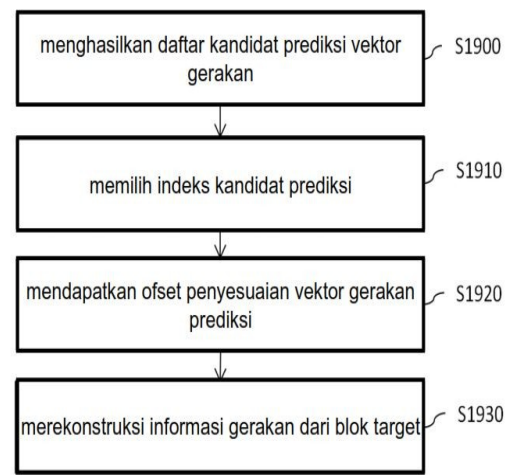 menghasilkan daftar kandidat prediksi vektor
gerakan
S1900
memilih indeks kandidat prediksi
S1910
mendapatkan ofset penyesuaian vektor gerakan
prediksi
S1920
merekonstruksi informasi gerakan dari blok target
S1930